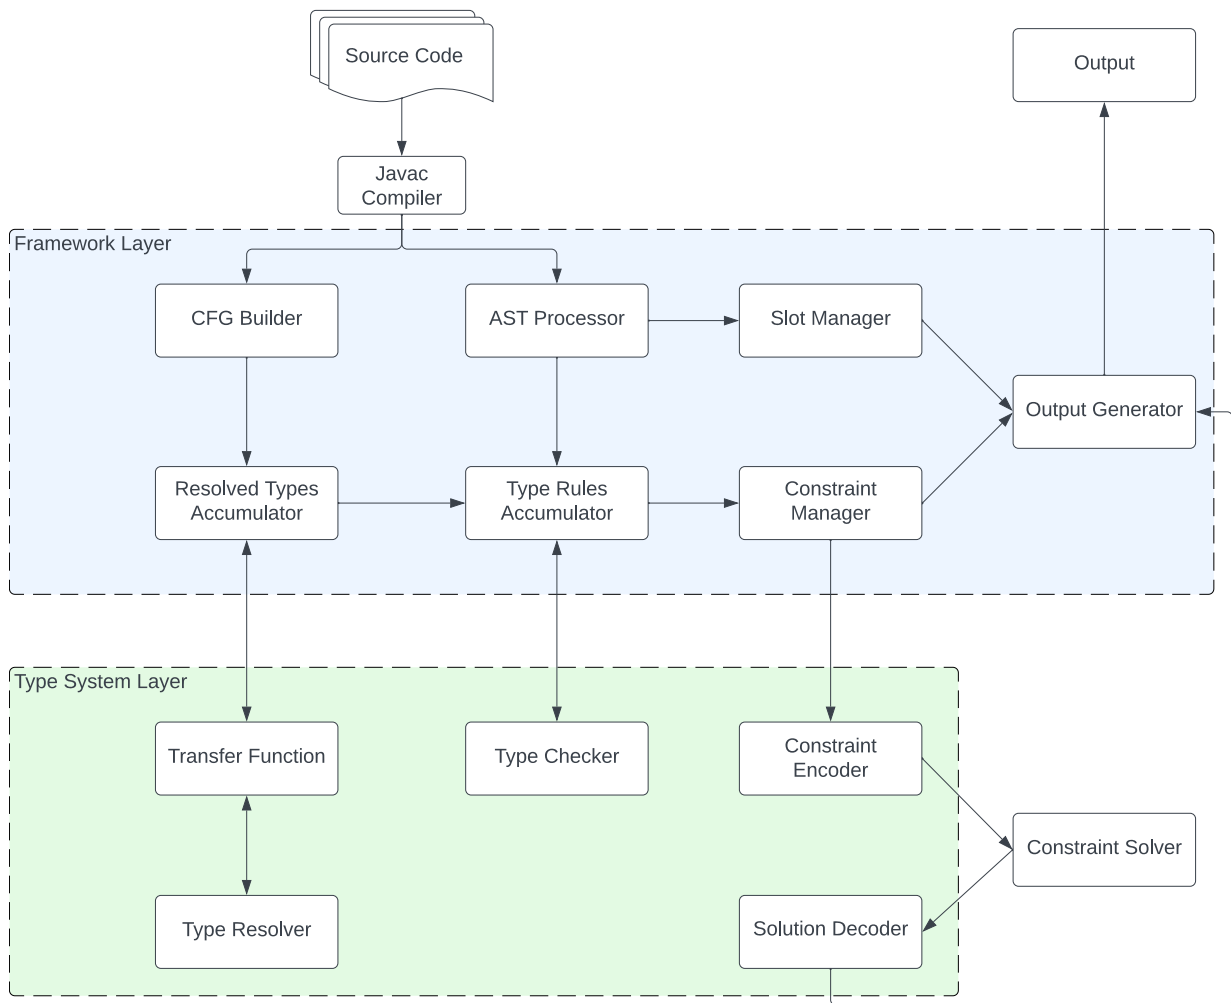 Source Code
Output
Javac
Compiler
Framework Layer
CFG Builder
AST Processor
Slot Manager
Output Generator
Resolved Types
Accumulator
Type Rules
Accumulator
Constraint
Manager
Type System Layer
Transfer Function
Type Checker
Constraint
Encoder
Constraint Solver
Type Resolver
Solution Decoder